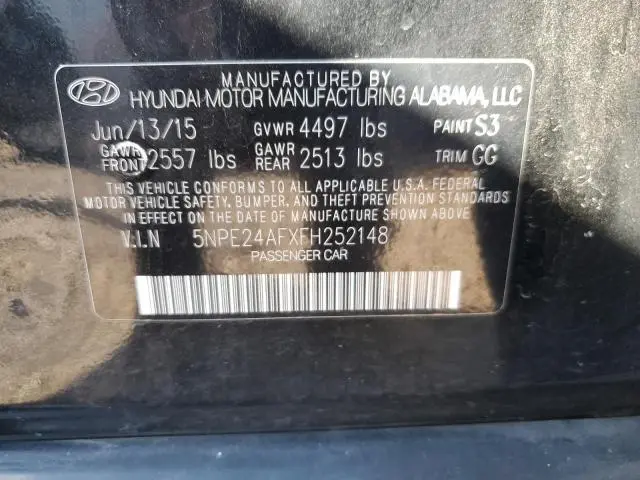 MANUFACTURED BY
HYUNDAI MOTOR MANUFACTURING ALABAMA, LLC
Jun/13/15 GVWR 4497 lbs PAINT S3
GAWR FRONT 2557 lbs GAWR REAR 2513 lbs TRIM GG
THIS VEHICLE CONFORMS TO ALL APPLICABLE U.S.A. FEDERAL
MOTOR VEHICLE SAFETY, BUMPER, AND THEFT PREVENTION STANDARDS
IN EFFECT ON THE DATE OF MANUFACTURE SHOWN ABOVE.
V.I.N 5NPE24AFXFH252148
PASSENGER CAR